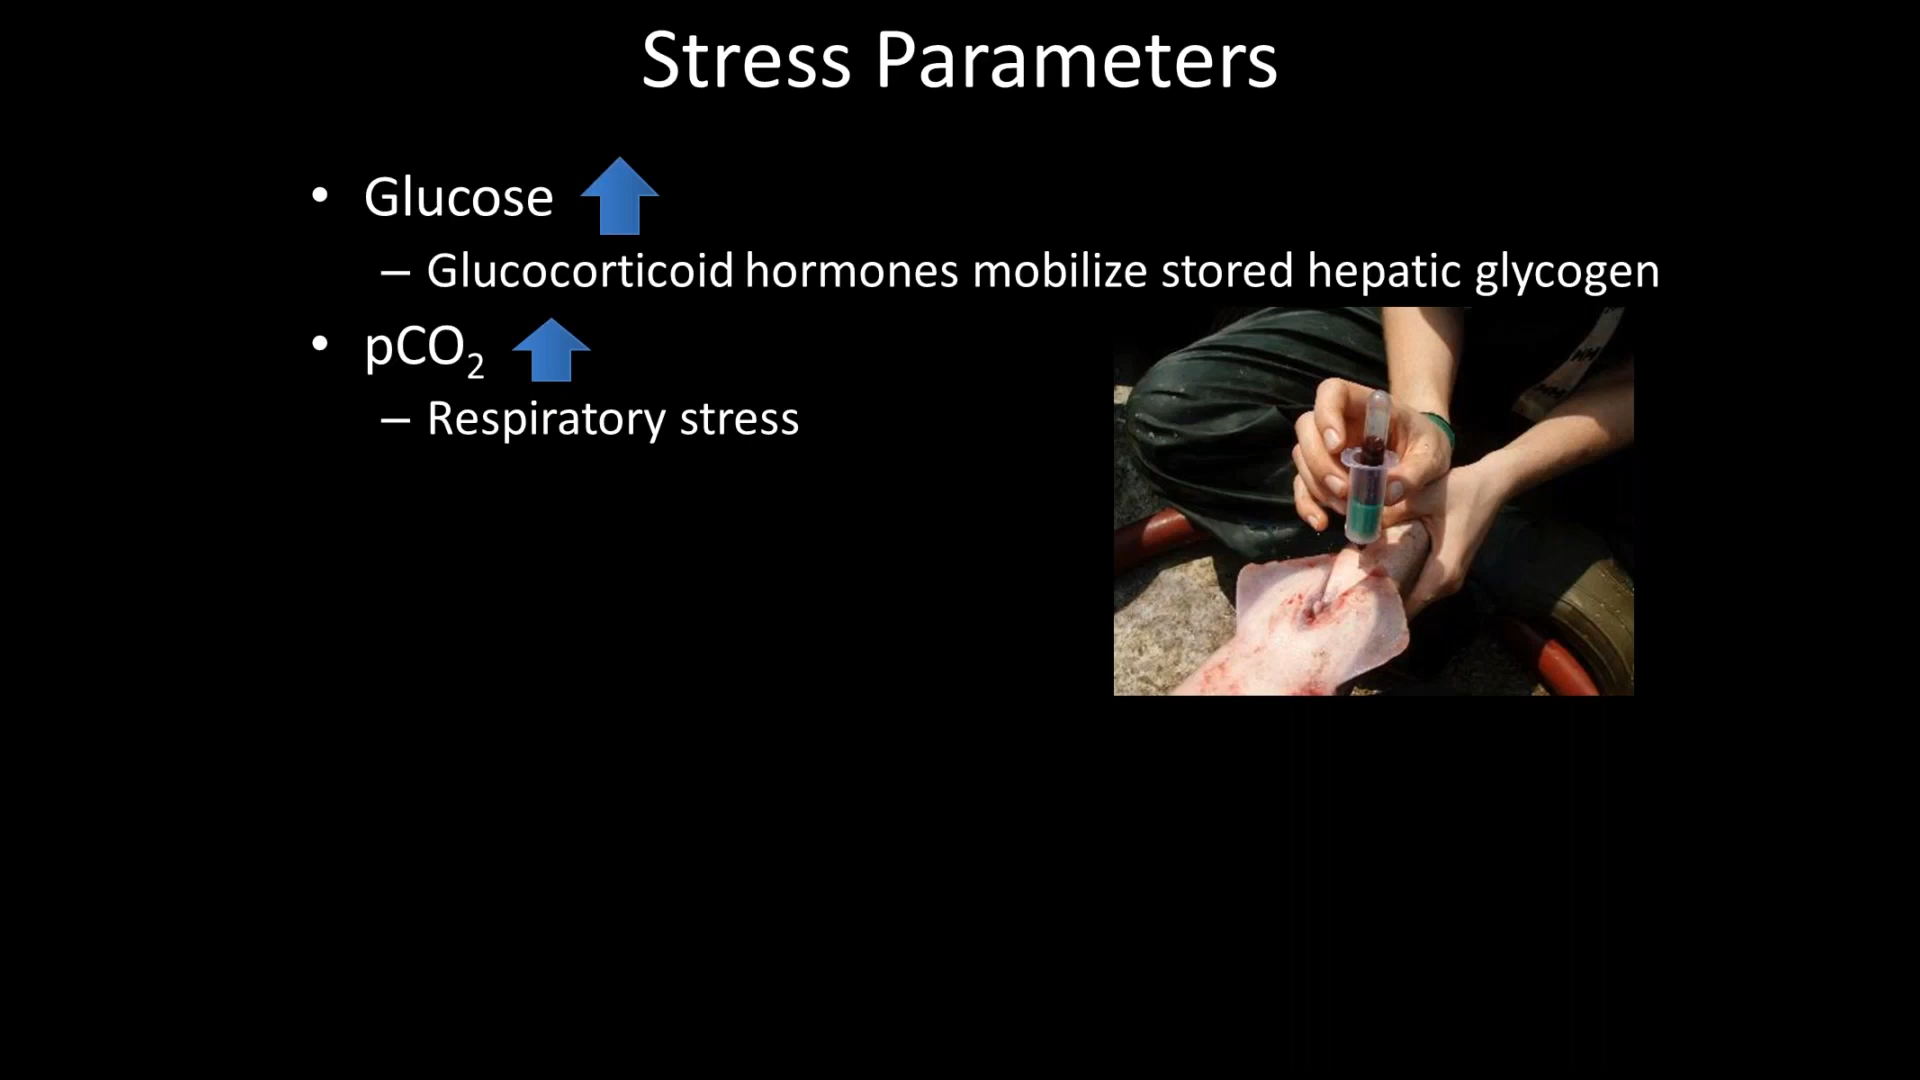 Stress Parameters
• Glucose
– Glucocorticoid hormones mobilize stored hepatic glycogen
• pCO₂
– Respiratory stress